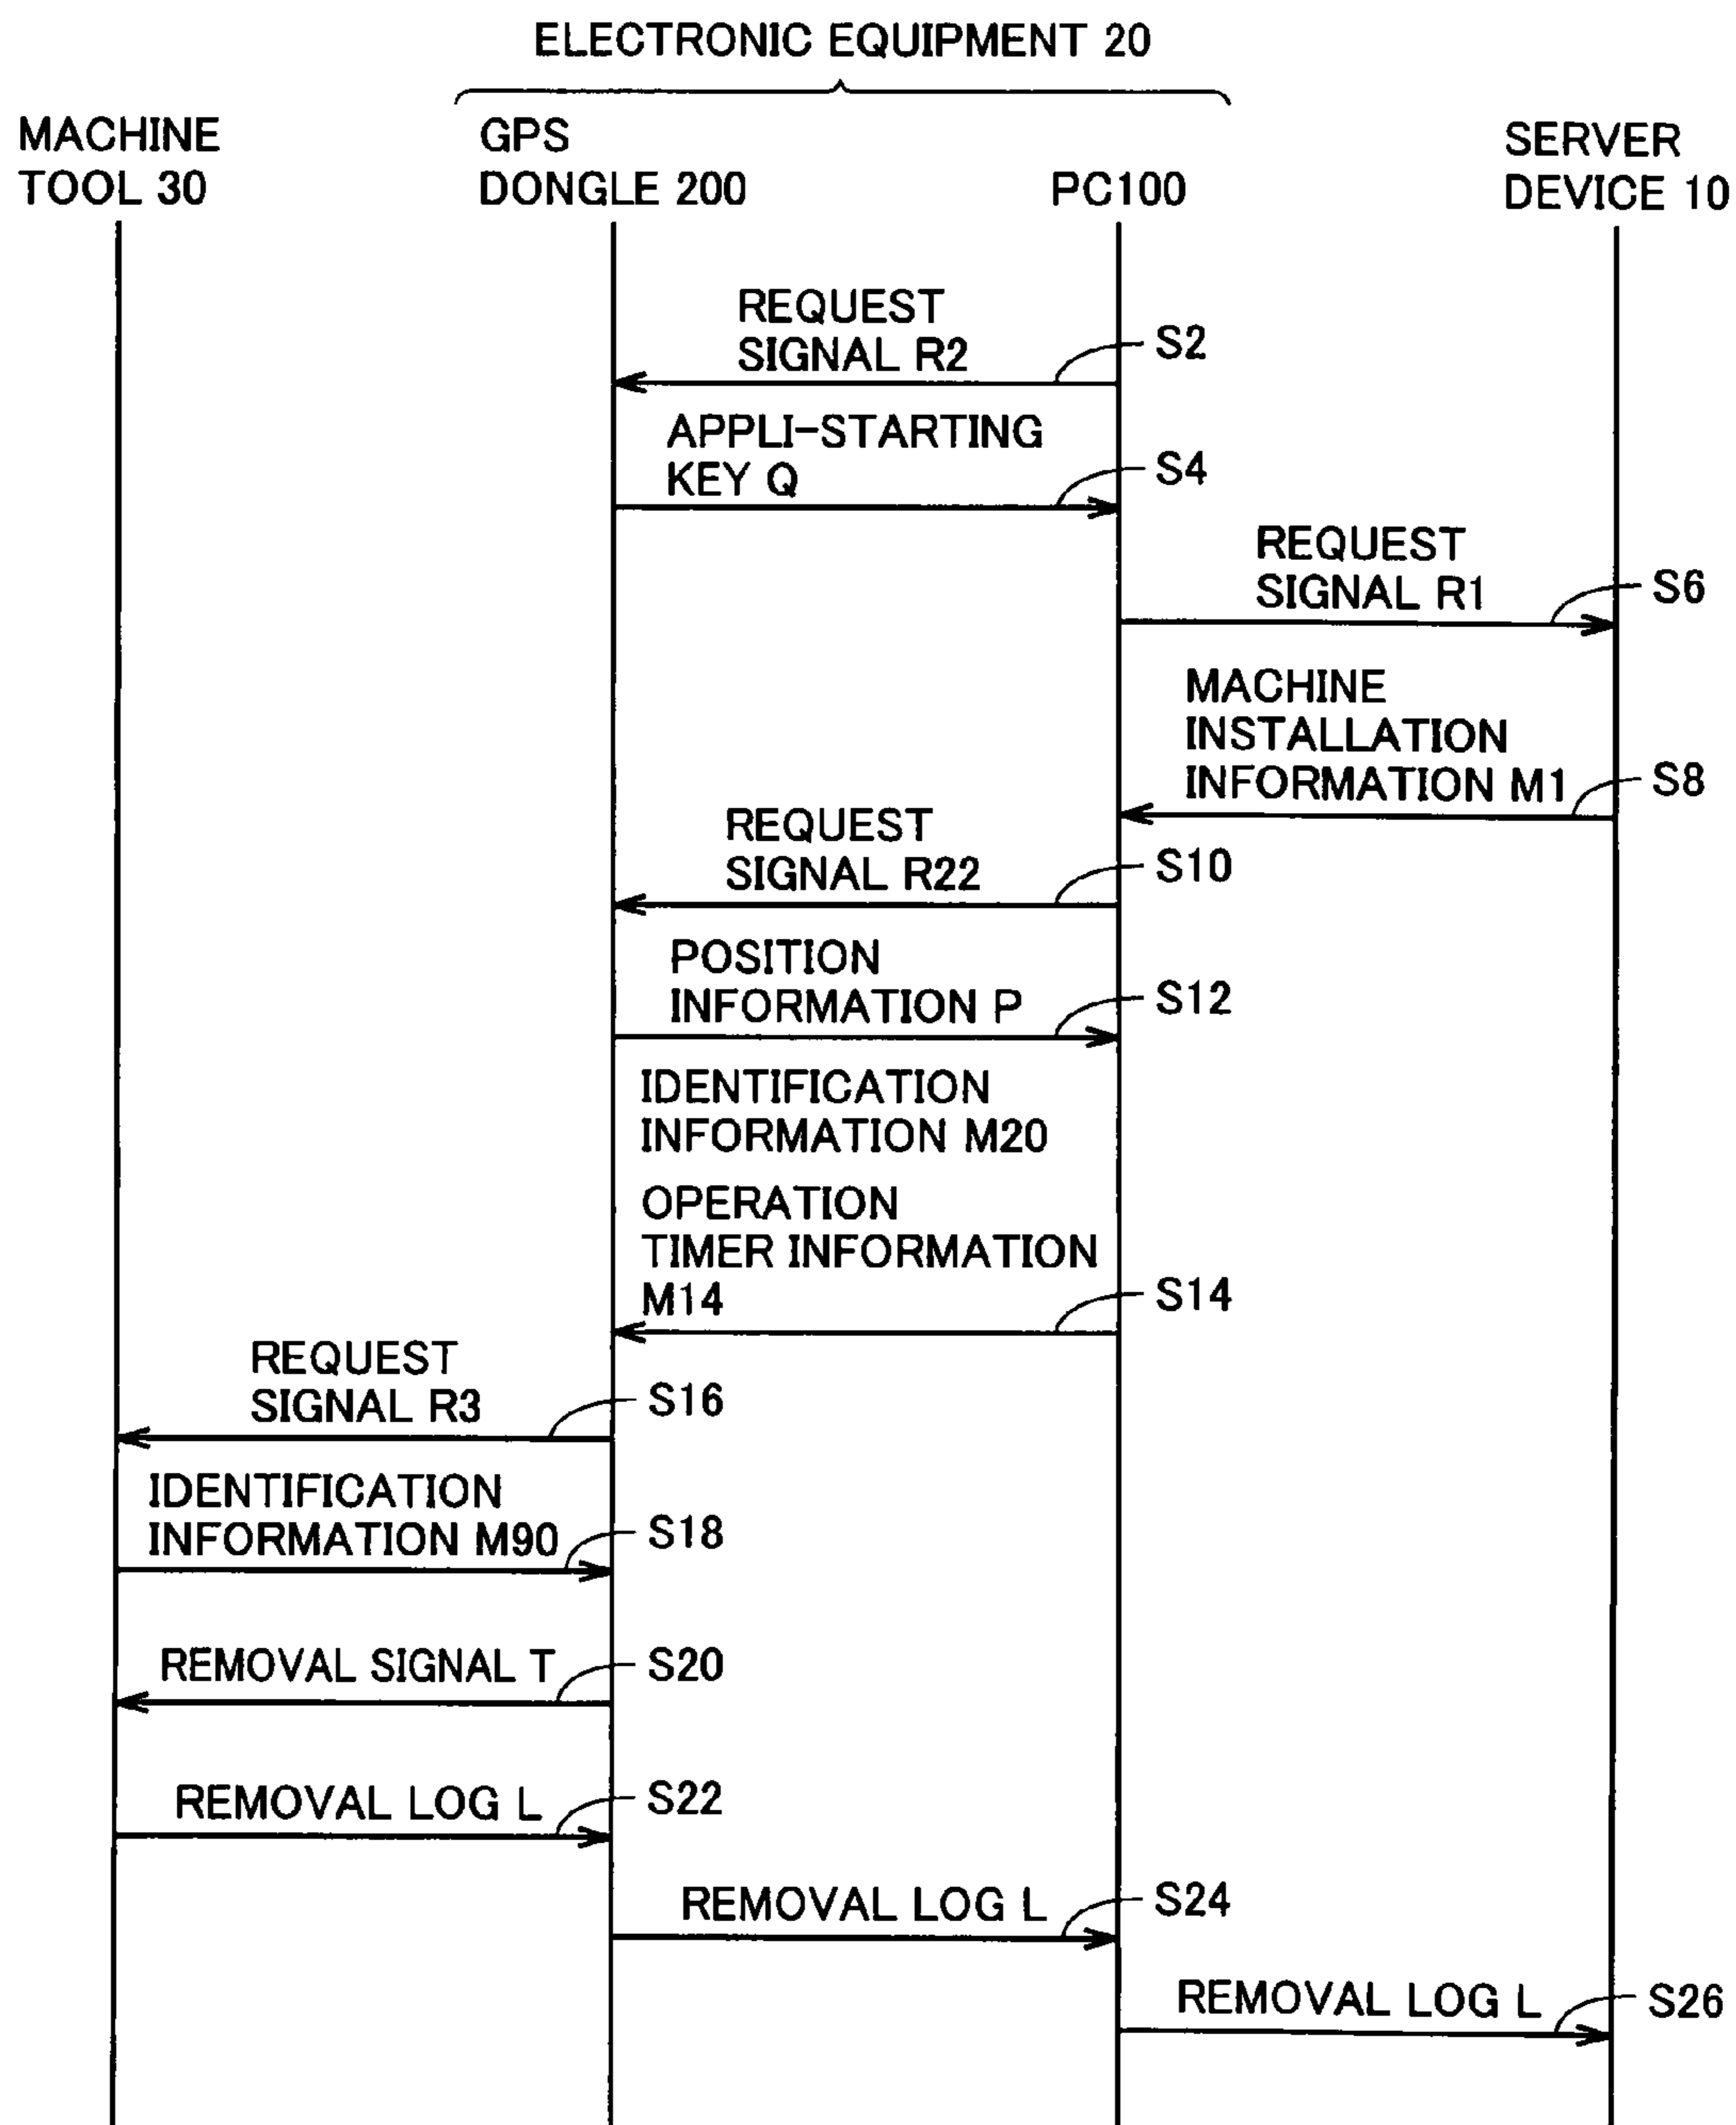 ELECTRONIC EQUIPMENT 20
MACHINE
TOOL 30
GPS
DONGLE 200
PC100
SERVER
DEVICE 10
REQUEST
SIGNAL R2
S2
APPLI-STARTING
KEY Q
S4
REQUEST
SIGNAL R1
S6
MACHINE
INSTALLATION
INFORMATION M1
S8
REQUEST
SIGNAL R22
S10
POSITION
INFORMATION P
S12
IDENTIFICATION
INFORMATION M20
OPERATION
TIMER INFORMATION
M14
S14
REQUEST
SIGNAL R3
S16
IDENTIFICATION
INFORMATION M90
S18
REMOVAL SIGNAL T
S20
REMOVAL LOG L
S22
REMOVAL LOG L
S24
REMOVAL LOG L
S26